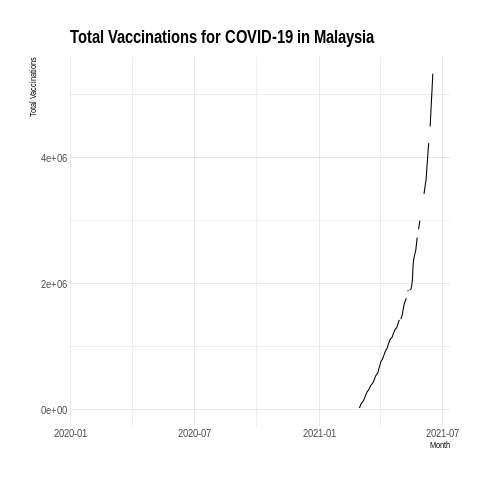 Total Vaccinations for COVID-19 in Malaysia
Total Vaccinations
4e+06
2e+06
0e+00
2020-01 2020-07 2021-01 2021-07
Month